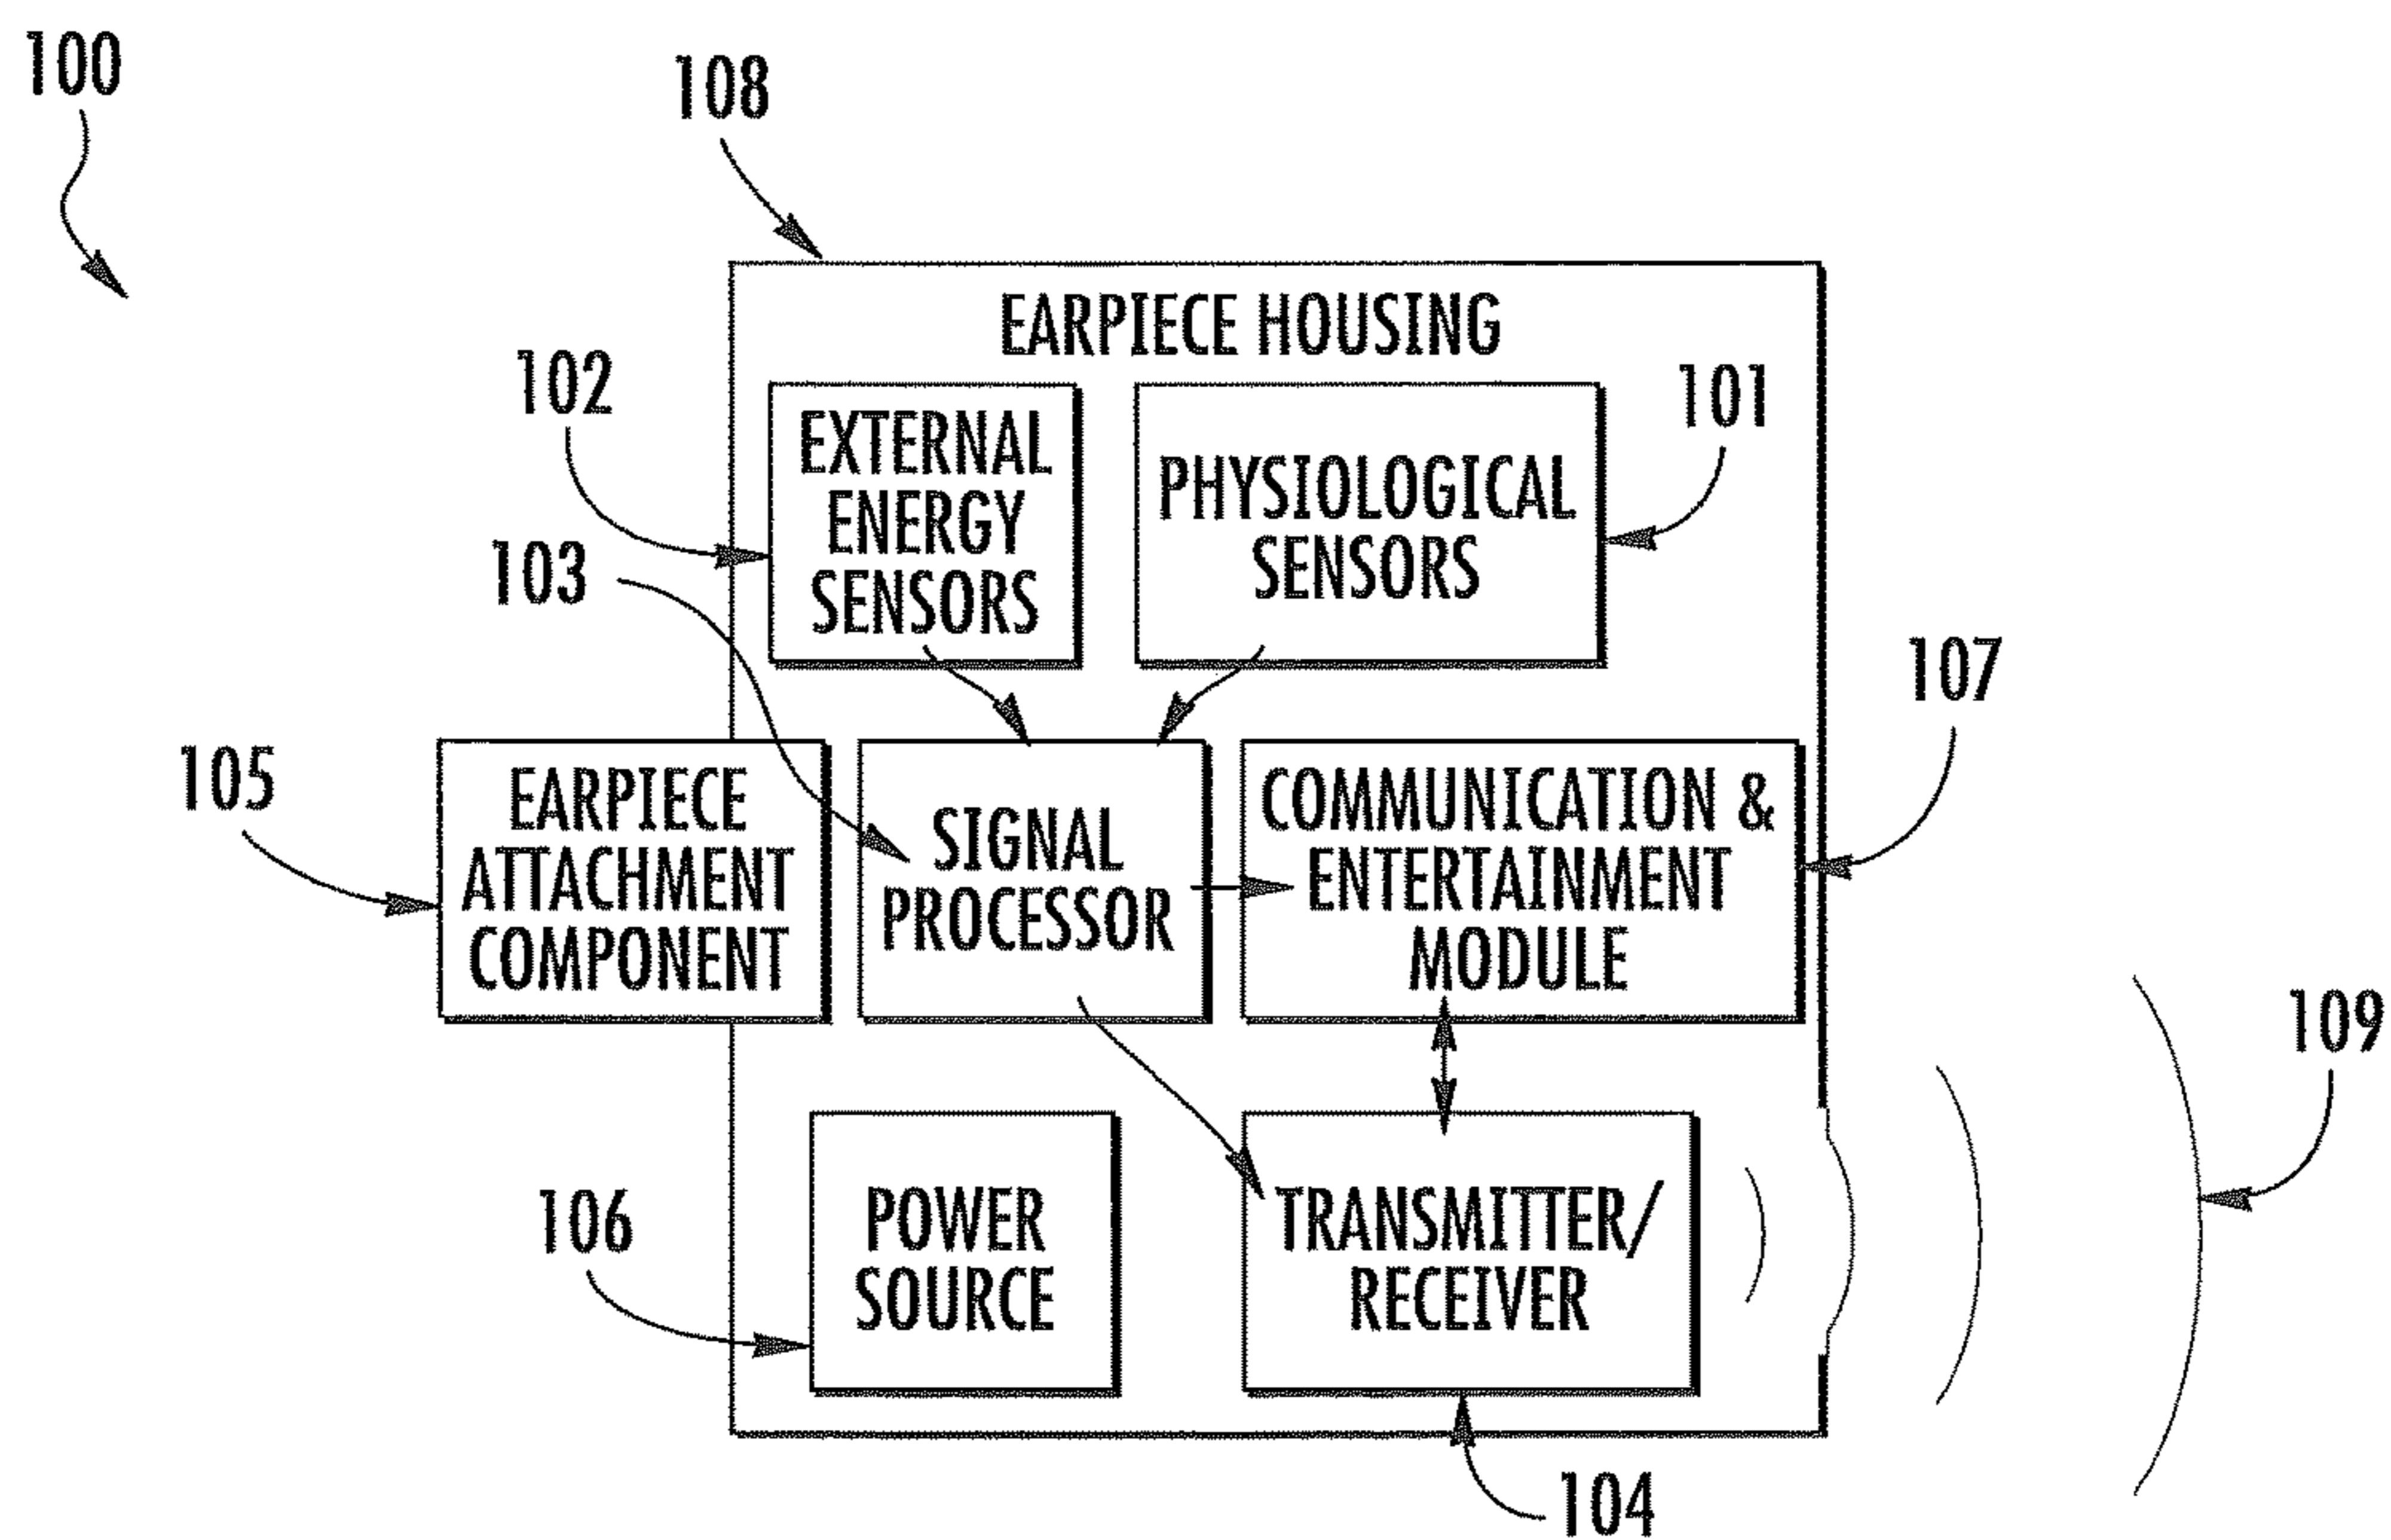 100
108
EARPIECE HOUSING
102
101
EXTERNAL
ENERGY
SENSORS
PHYSIOLOGICAL
SENSORS
103
107
105
EARPIECE
ATTACHMENT
COMPONENT
SIGNAL
PROCESSOR
COMMUNICATION &
ENTERTAINMENT
MODULE
109
106
POWER
SOURCE
TRANSMITTER/
RECEIVER
104